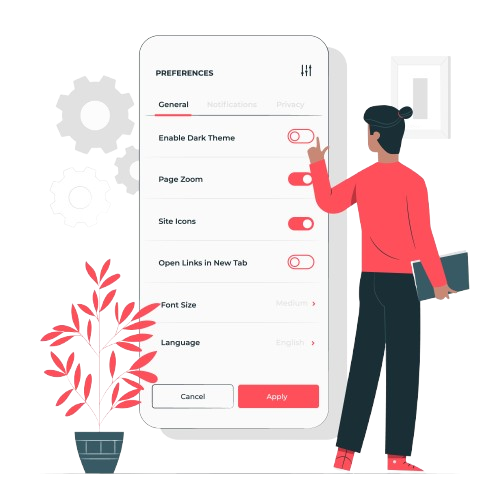 PREFERENCES
General Notifications Privacy
Enable Dark Theme
Page Zoom
Site Icons
Open Links in New Tab
Font Size Medium
Language English
Cancel Apply